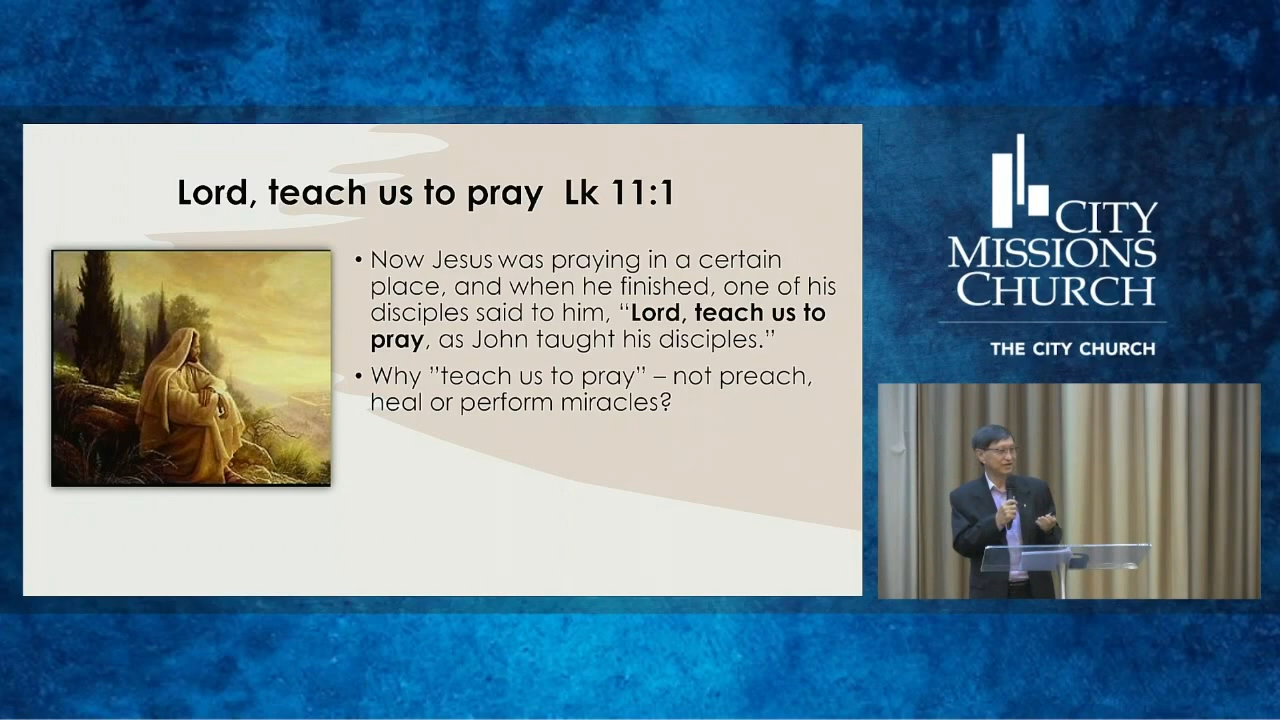 Lord, teach us to pray Lk 11:1
• Now Jesus was praying in a certain
place, and when he finished, one of his
disciples said to him, “Lord, teach us to
pray, as John taught his disciples.”
• Why ”teach us to pray” – not preach,
heal or perform miracles?
CITY
MISSIONS
CHURCH
THE CITY CHURCH